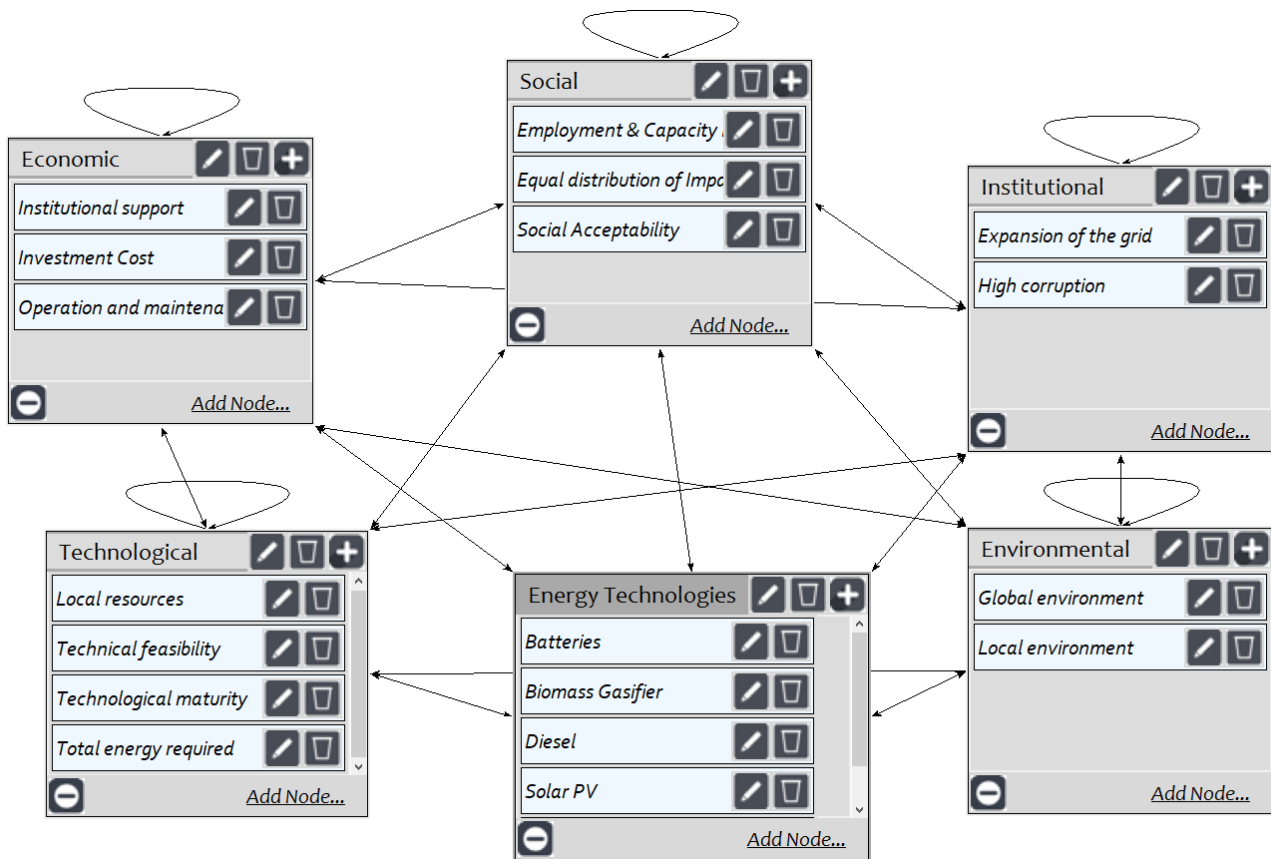 Social
Employment & Capacity
Equal distribution of Impa
Social Acceptability
Add Node...
Economic
Institutional support
Investment Cost
Operation and maintena
Add Node...
Institutional
Expansion of the grid
High corruption
Add Node...
Technological
Local resources
Technical feasibility
Technological maturity
Total energy required
Add Node...
Energy Technologies
Batteries
Biomass Gasifier
Diesel
Solar PV
Add Node...
Environmental
Global environment
Local environment
Add Node...